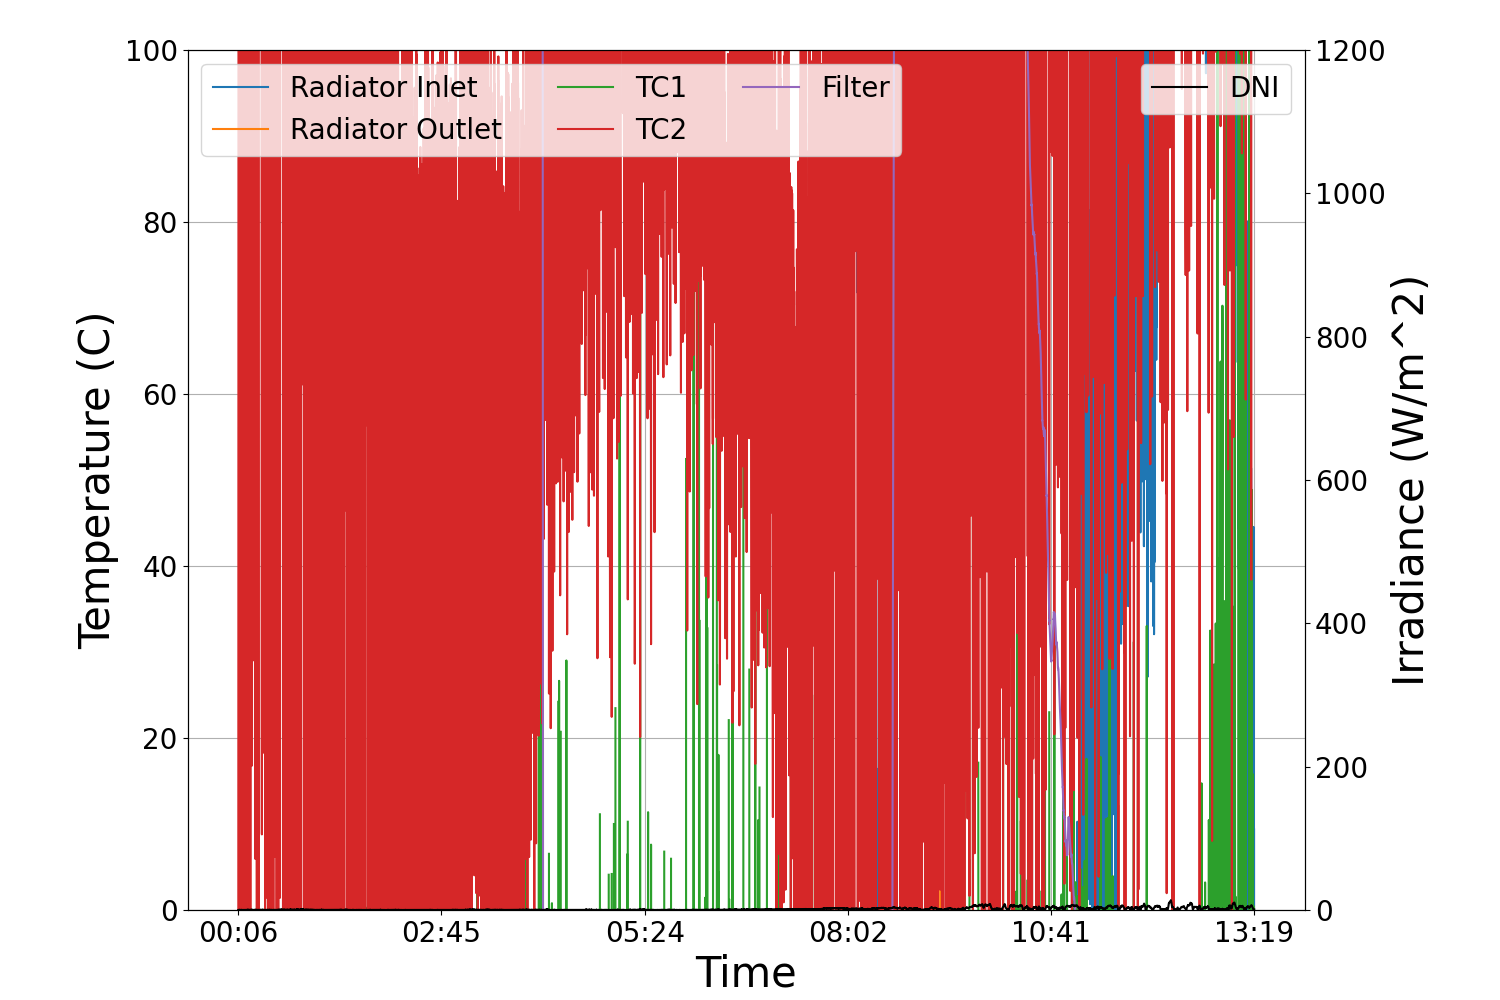 100
80
60
40
20
0
Temperature (C)
Radiator Inlet
Radiator Outlet
TC1
TC2
Filter
DNI
1200
1000
800
600
400
200
0
Irradiance (W/m^2)
00:06 02:45 05:24 08:02 10:41 13:19
Time